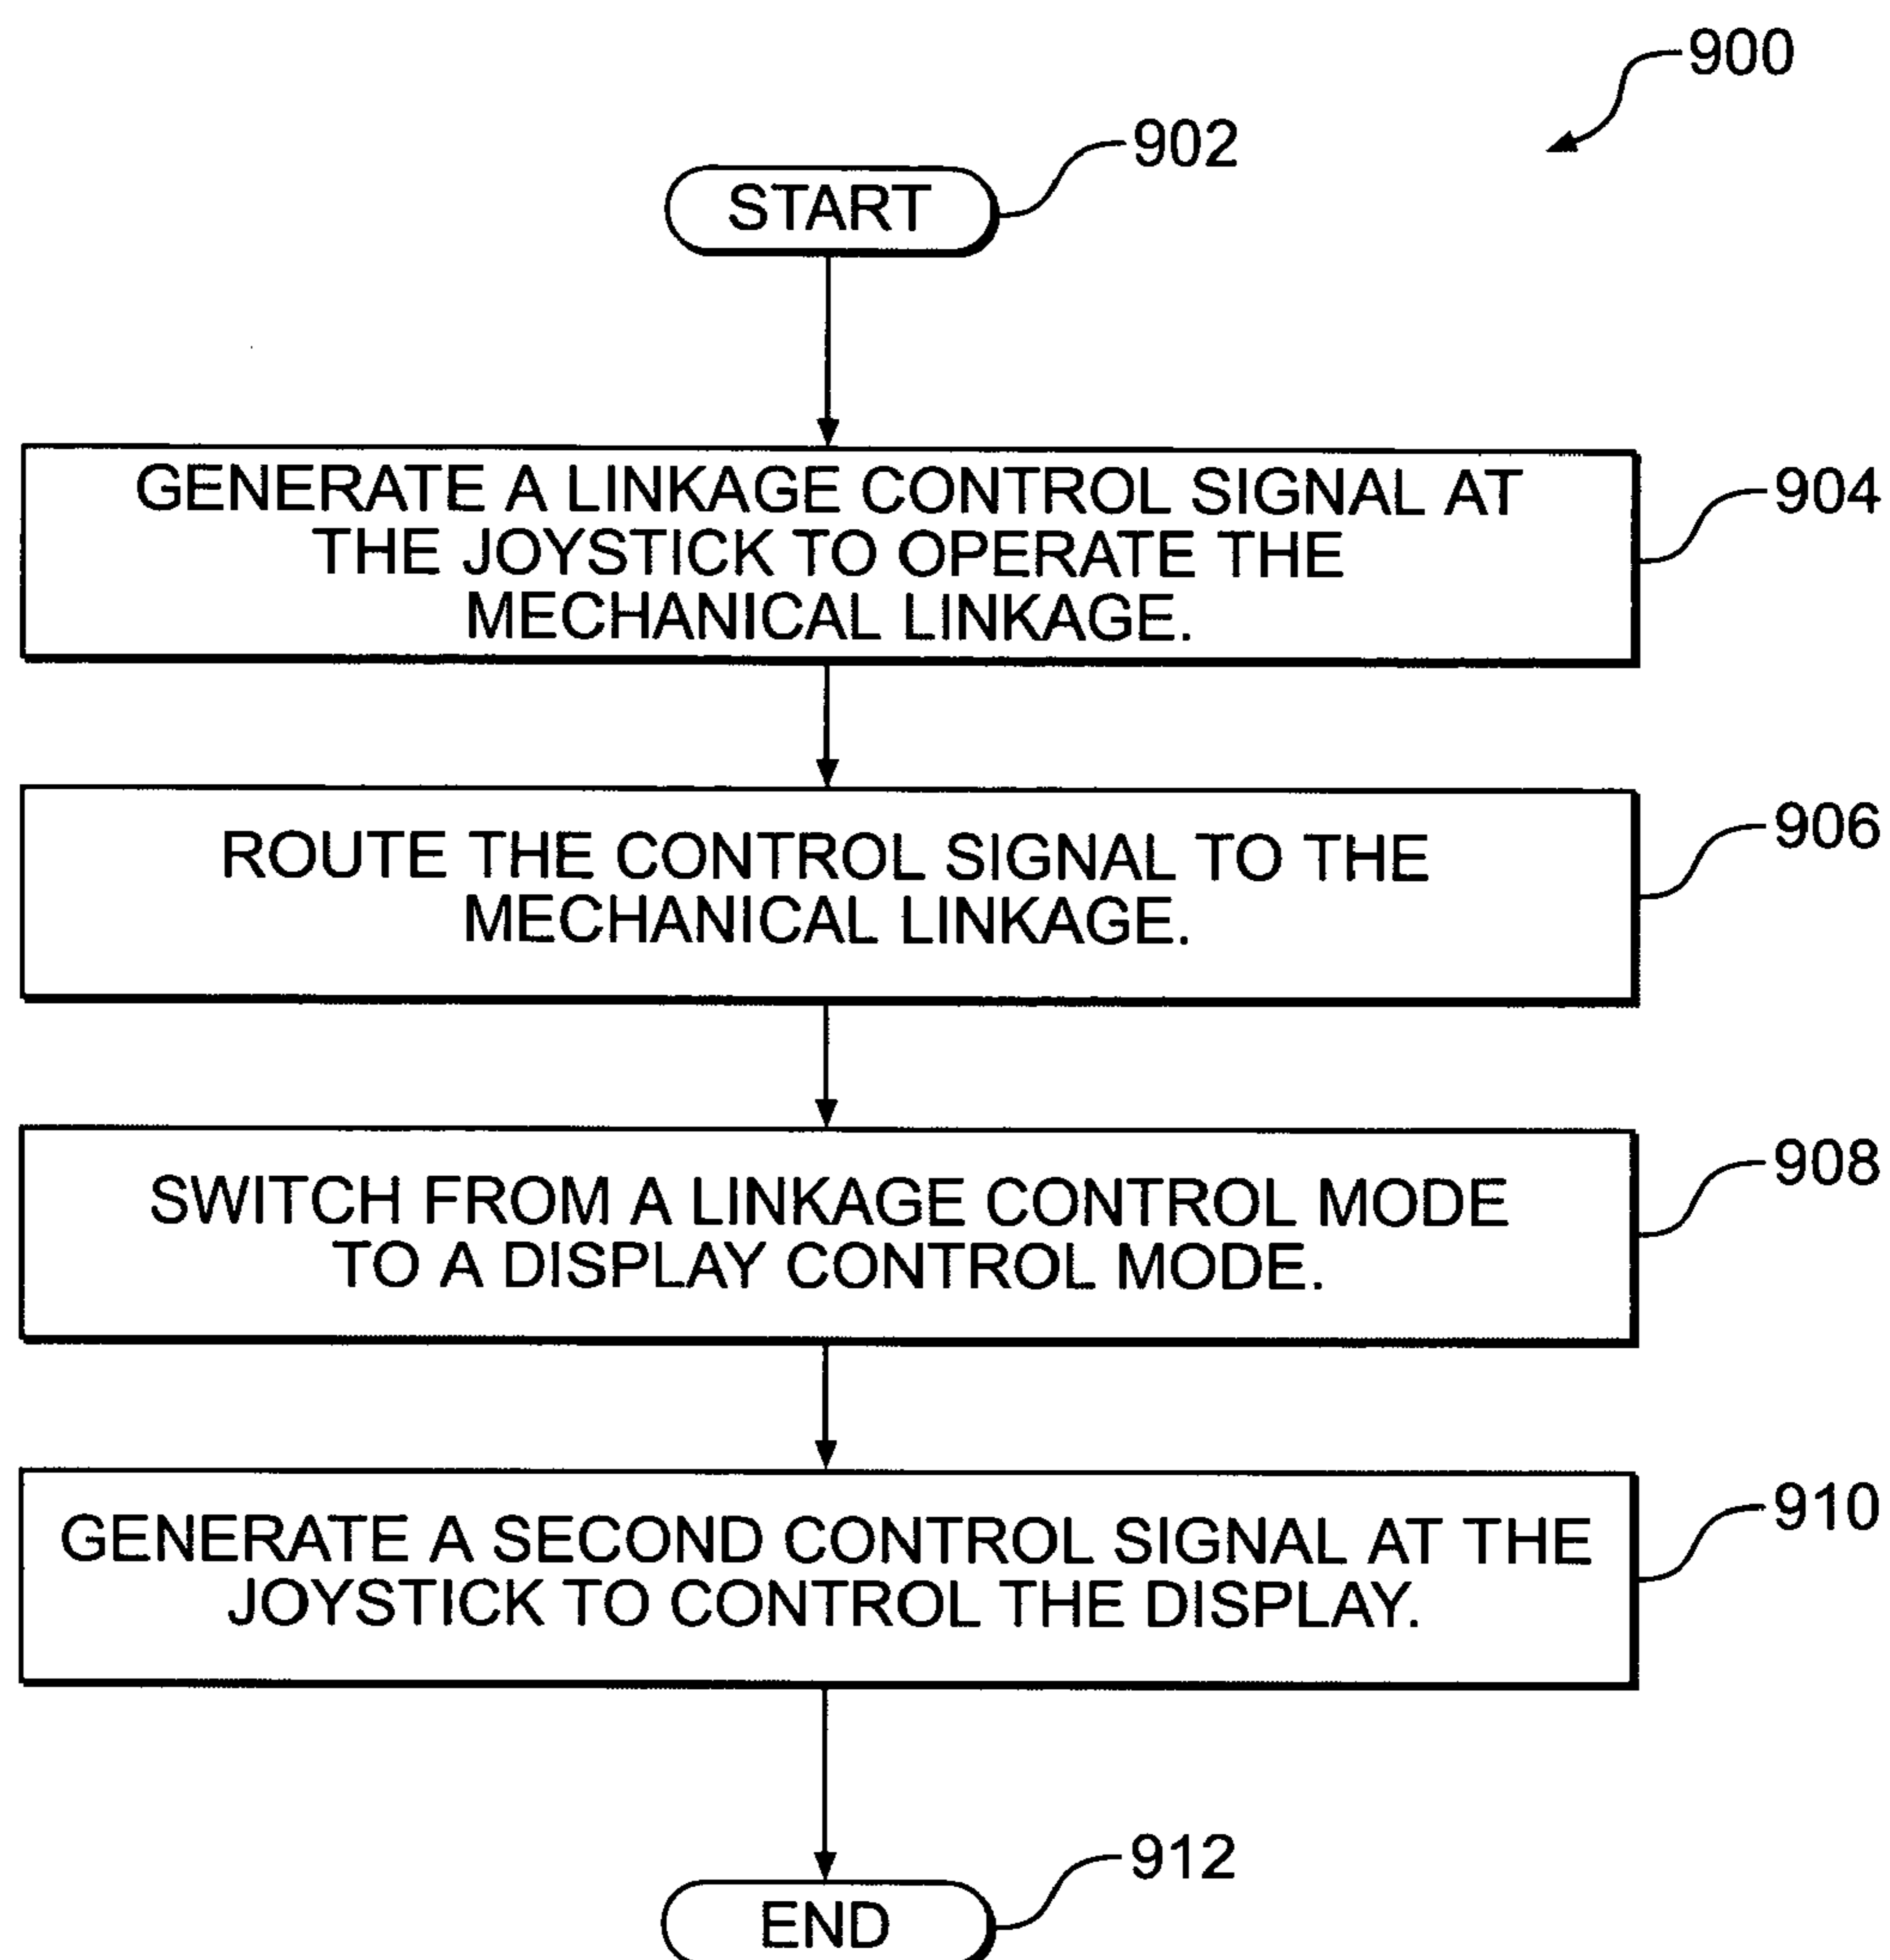 900
902
START
GENERATE A LINKAGE CONTROL SIGNAL AT
THE JOYSTICK TO OPERATE THE
MECHANICAL LINKAGE.
904
ROUTE THE CONTROL SIGNAL TO THE
MECHANICAL LINKAGE.
906
SWITCH FROM A LINKAGE CONTROL MODE
TO A DISPLAY CONTROL MODE.
908
GENERATE A SECOND CONTROL SIGNAL AT THE
JOYSTICK TO CONTROL THE DISPLAY.
910
912
END